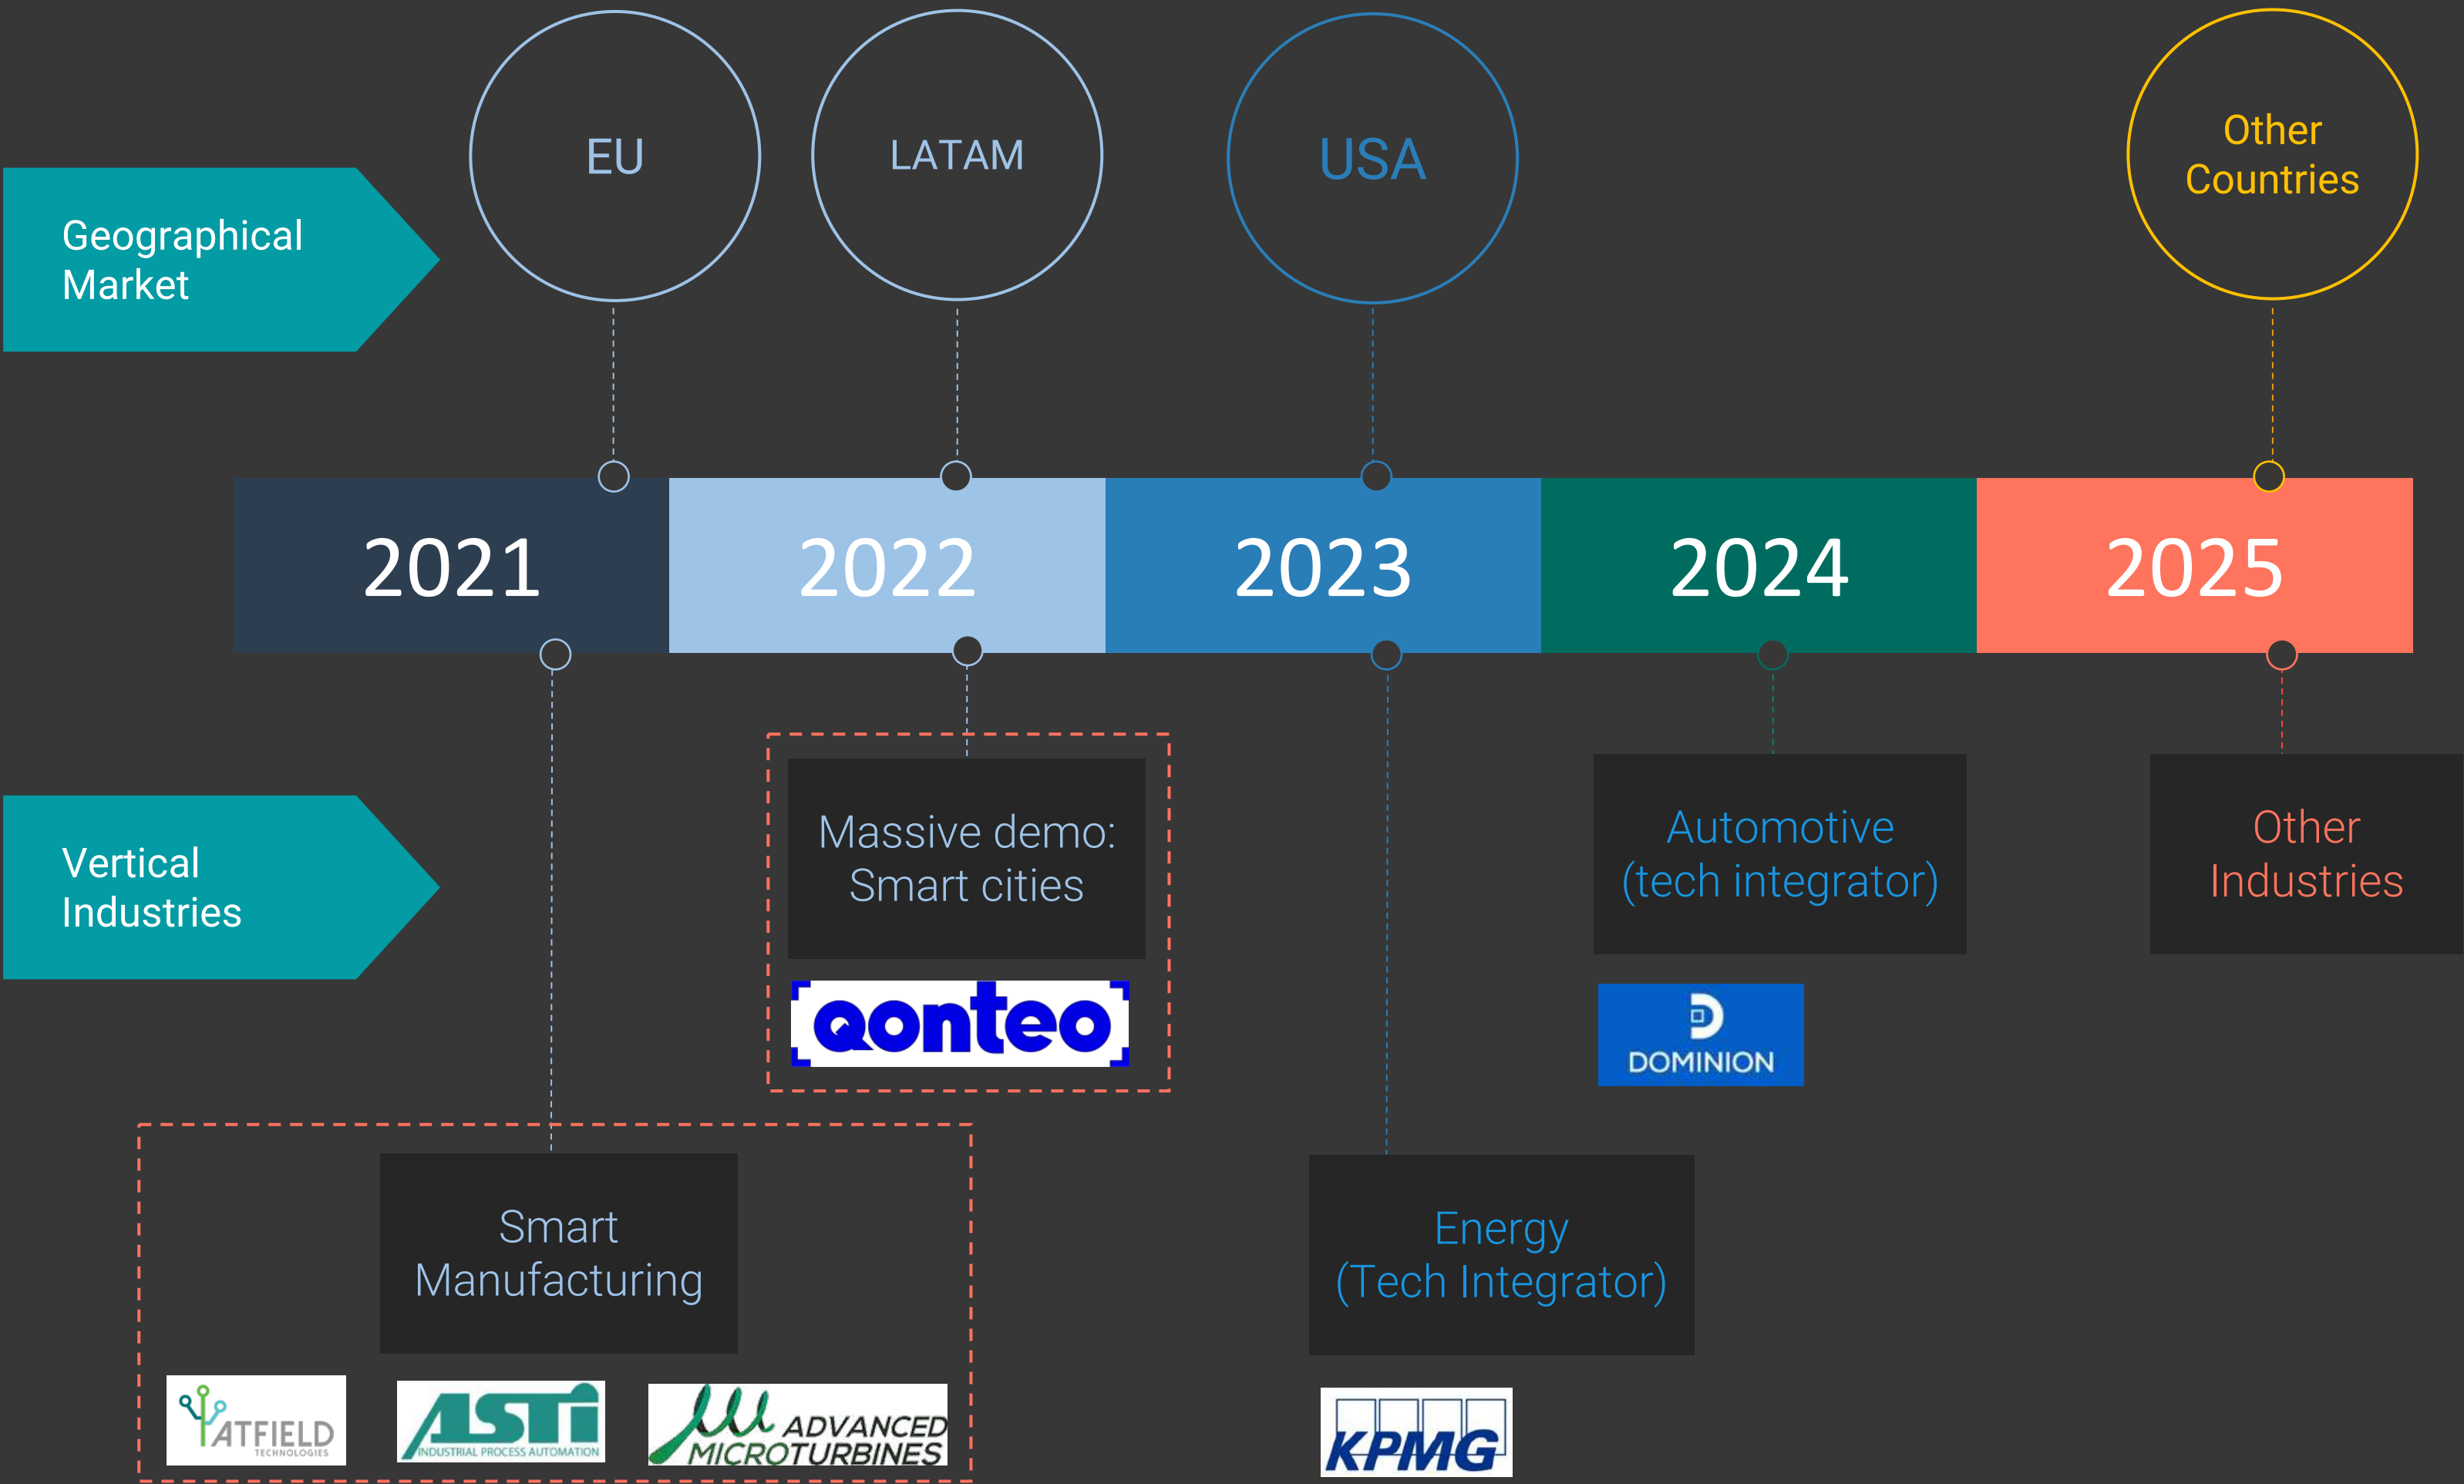 EU
LATAM
USA
Other
Countries
Geographical
Market
2021
2022
2023
2024
2025
Vertical
Industries
Massive demo:
Smart cities
Qonteo
Automotive
(tech integrator)
DOMINION
Other
Industries
Smart
Manufacturing
ATFIELD
TECHNOLOGIES
ASTi
INDUSTRIAL PROCESS AUTOMATION
ADVANCED
MICROTURBINES
Energy
(Tech Integrator)
KPMG